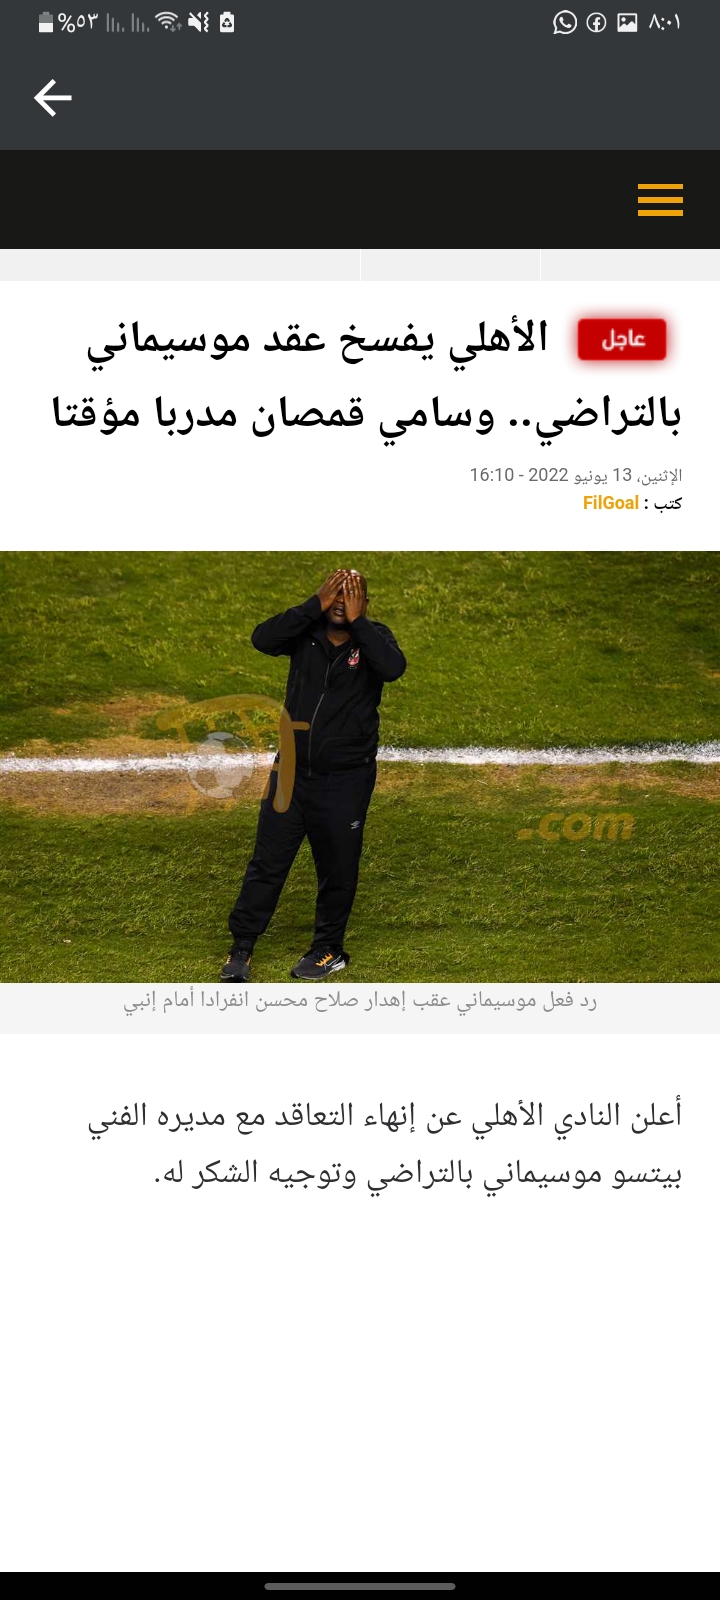 %٥٣
٨:٠١
عاجل الأهلي يفسخ عقد موسيماني
بالتراضي.. وسامي قمصان مدربا مؤقتا
الإثنين، 13 يونيو 2022 - 16:10
كتب : FilGoal
.com
رد فعل موسيماني عقب إهدار صلاح محسن انفرادا أمام إنبي
أعلن النادي الأهلي عن إنهاء التعاقد مع مديره الفني
بيتسو موسيماني بالتراضي وتوجيه الشكر له.